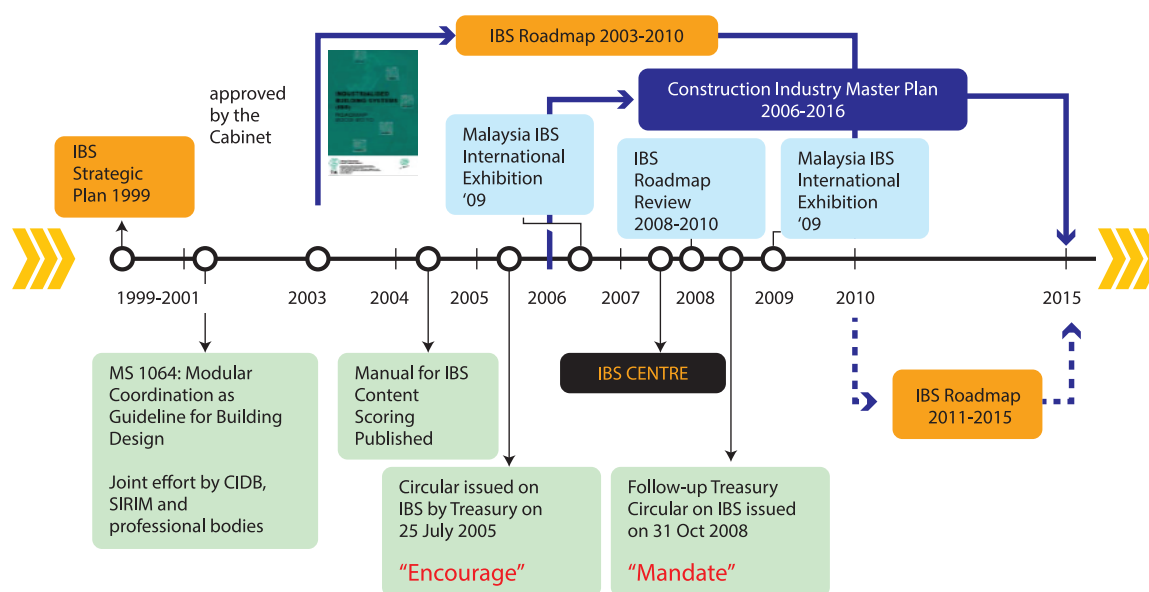 IBS Roadmap 2003-2010
approved
by the
Cabinet
INDUSTRIALISED
BUILDING SYSTEMS
(IBS)
Construction Industry Master Plan
2006-2016
IBS
Strategic
Plan 1999
Malaysia IBS
International
Exhibition
‘09
IBS
Roadmap
Review
2008-2010
Malaysia IBS
International
Exhibition
‘09
1999-2001
2003
2004
2005
2006
2007
2008
2009
2010
2015
MS 1064: Modular
Coordination as
Guideline for Building
Design
Joint effort by CIDB,
SIRIM and
professional bodies
Manual for IBS
Content
Scoring
Published
IBS CENTRE
IBS Roadmap
2011-2015
Circular issued on
IBS by Treasury on
25 July 2005
“Encourage”
Follow-up Treasury
Circular on IBS issued
on 31 Oct 2008
“Mandate”